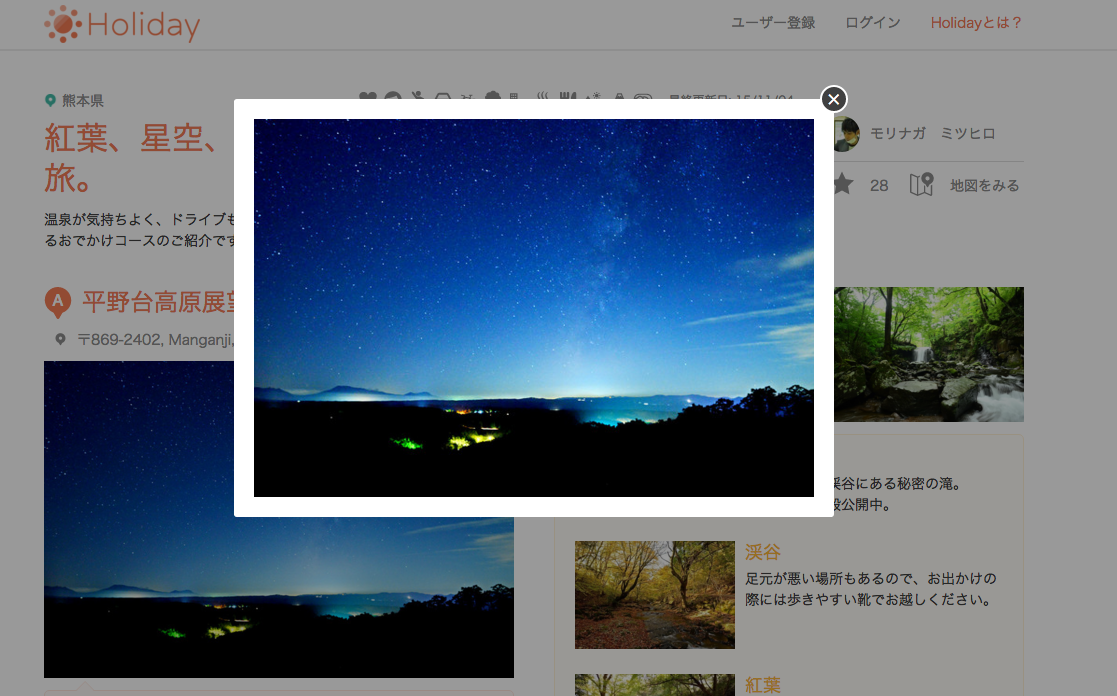 Holiday
ユーザー登録
ログイン
Holidayとは？
熊本県
紅葉、星空、
旅。
温泉が気持ちよく、ドライブも
るおでかけコースのご紹介です
モリナガ ミツヒロ
28
地図をみる
A
平野台高原展望
〒869-2402, Manganji,
渓谷にある秘密の滝。
公開中。
渓谷
足元が悪い場所もあるので、お出かけの
際には歩きやすい靴でお越しください。
紅葉